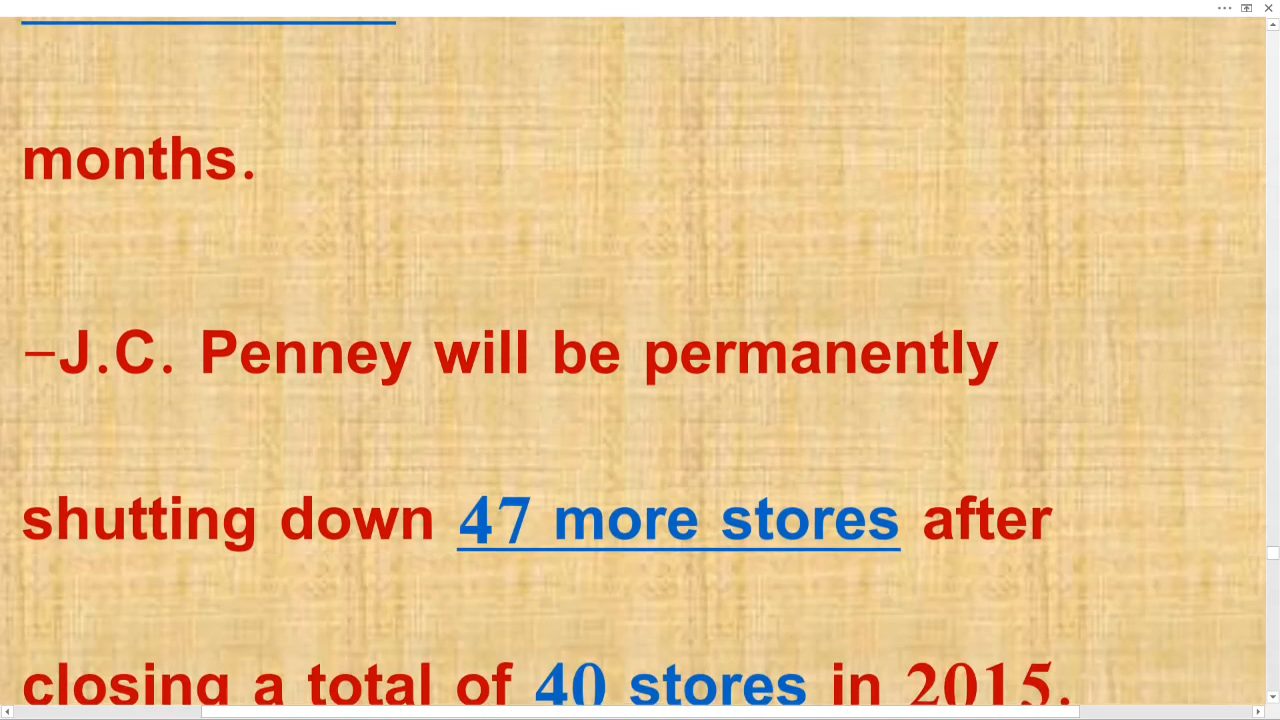 months.
–J.C. Penney will be permanently
shutting down 47 more stores after
closing a total of 40 stores in 2015.